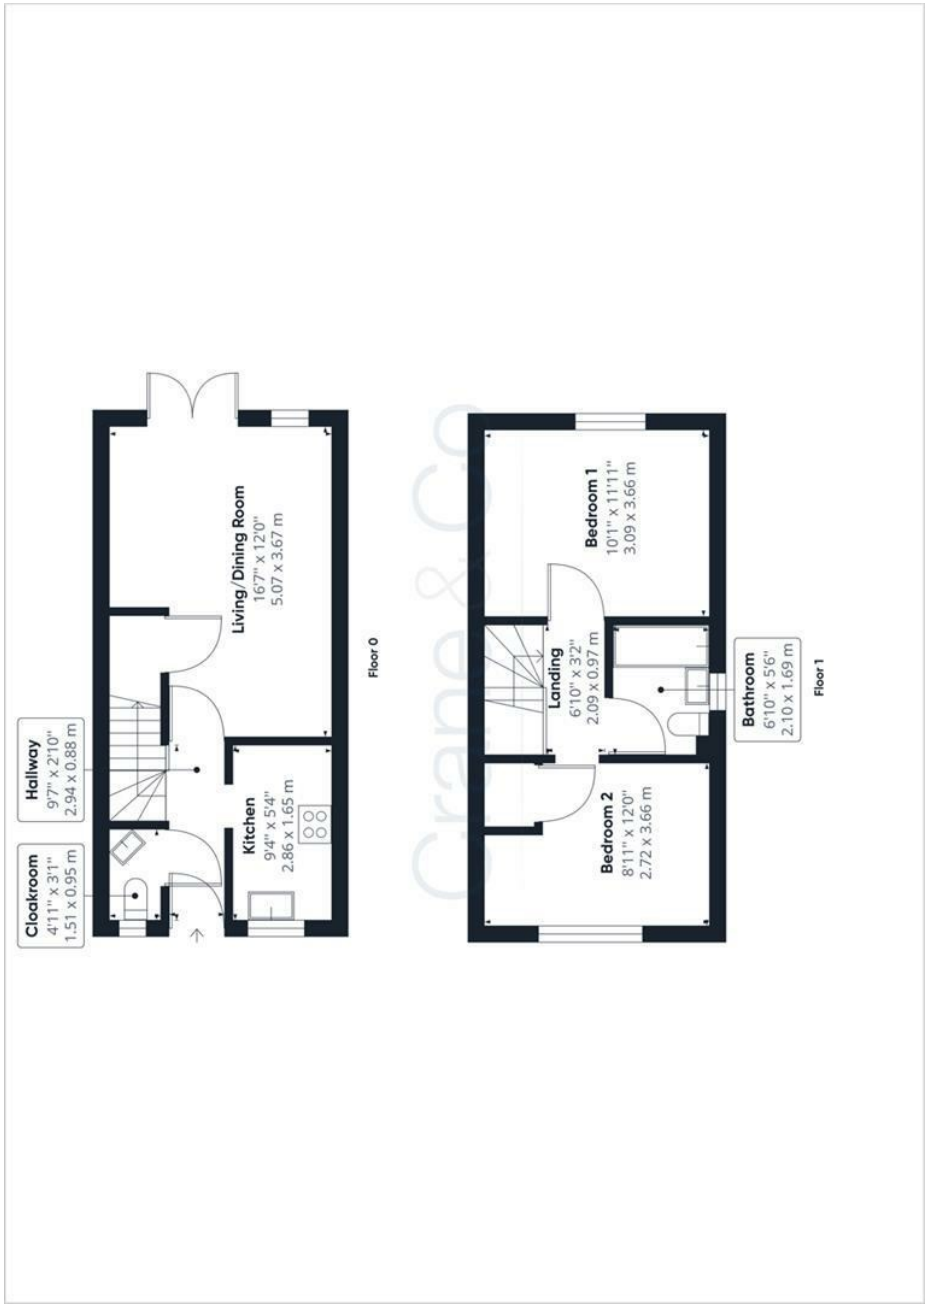 Cloakroom
4'11" x 3'1"
1.51 x 0.95 m
Hallway
9'7" x 2'10"
2.94 x 0.88 m
Kitchen
9'4" x 5'4"
2.86 x 1.65 m
Living/Dining Room
16'7" x 12'0"
5.07 x 3.67 m
Floor 0
Crane & Co
Bedroom 2
8'11" x 12'0"
2.72 x 3.66 m
Landing
6'10" x 3'2"
2.09 x 0.97 m
Bedroom 1
10'1" x 11'11"
3.09 x 3.66 m
Bathroom
6'10" x 5'6"
2.10 x 1.69 m
Floor 1